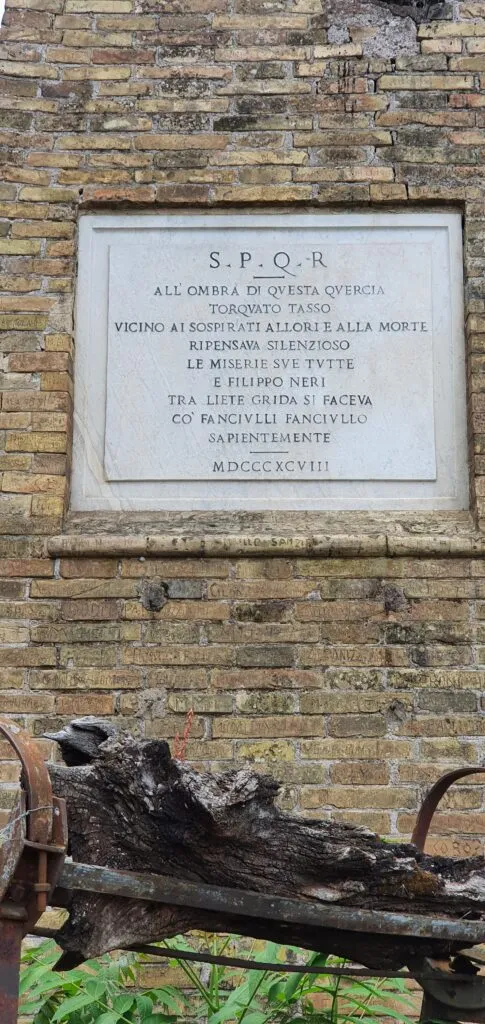 S.P.Q.R
ALL' OMBRA DI QVESTA QVERCIA
TORQVATO TASSO
VICINO AI SOSPIRATI ALLORI E ALLA MORTE
RIPENSAVA SILENZIOSO
LE MISERIE SVE TVTTE
E FILIPPO NERI
TRA LIETE GRIDA SI FACEVA
CO' FANCIVLLI FANCIVLLO
SAPIENTEMENTE
MDCCCXCVIII